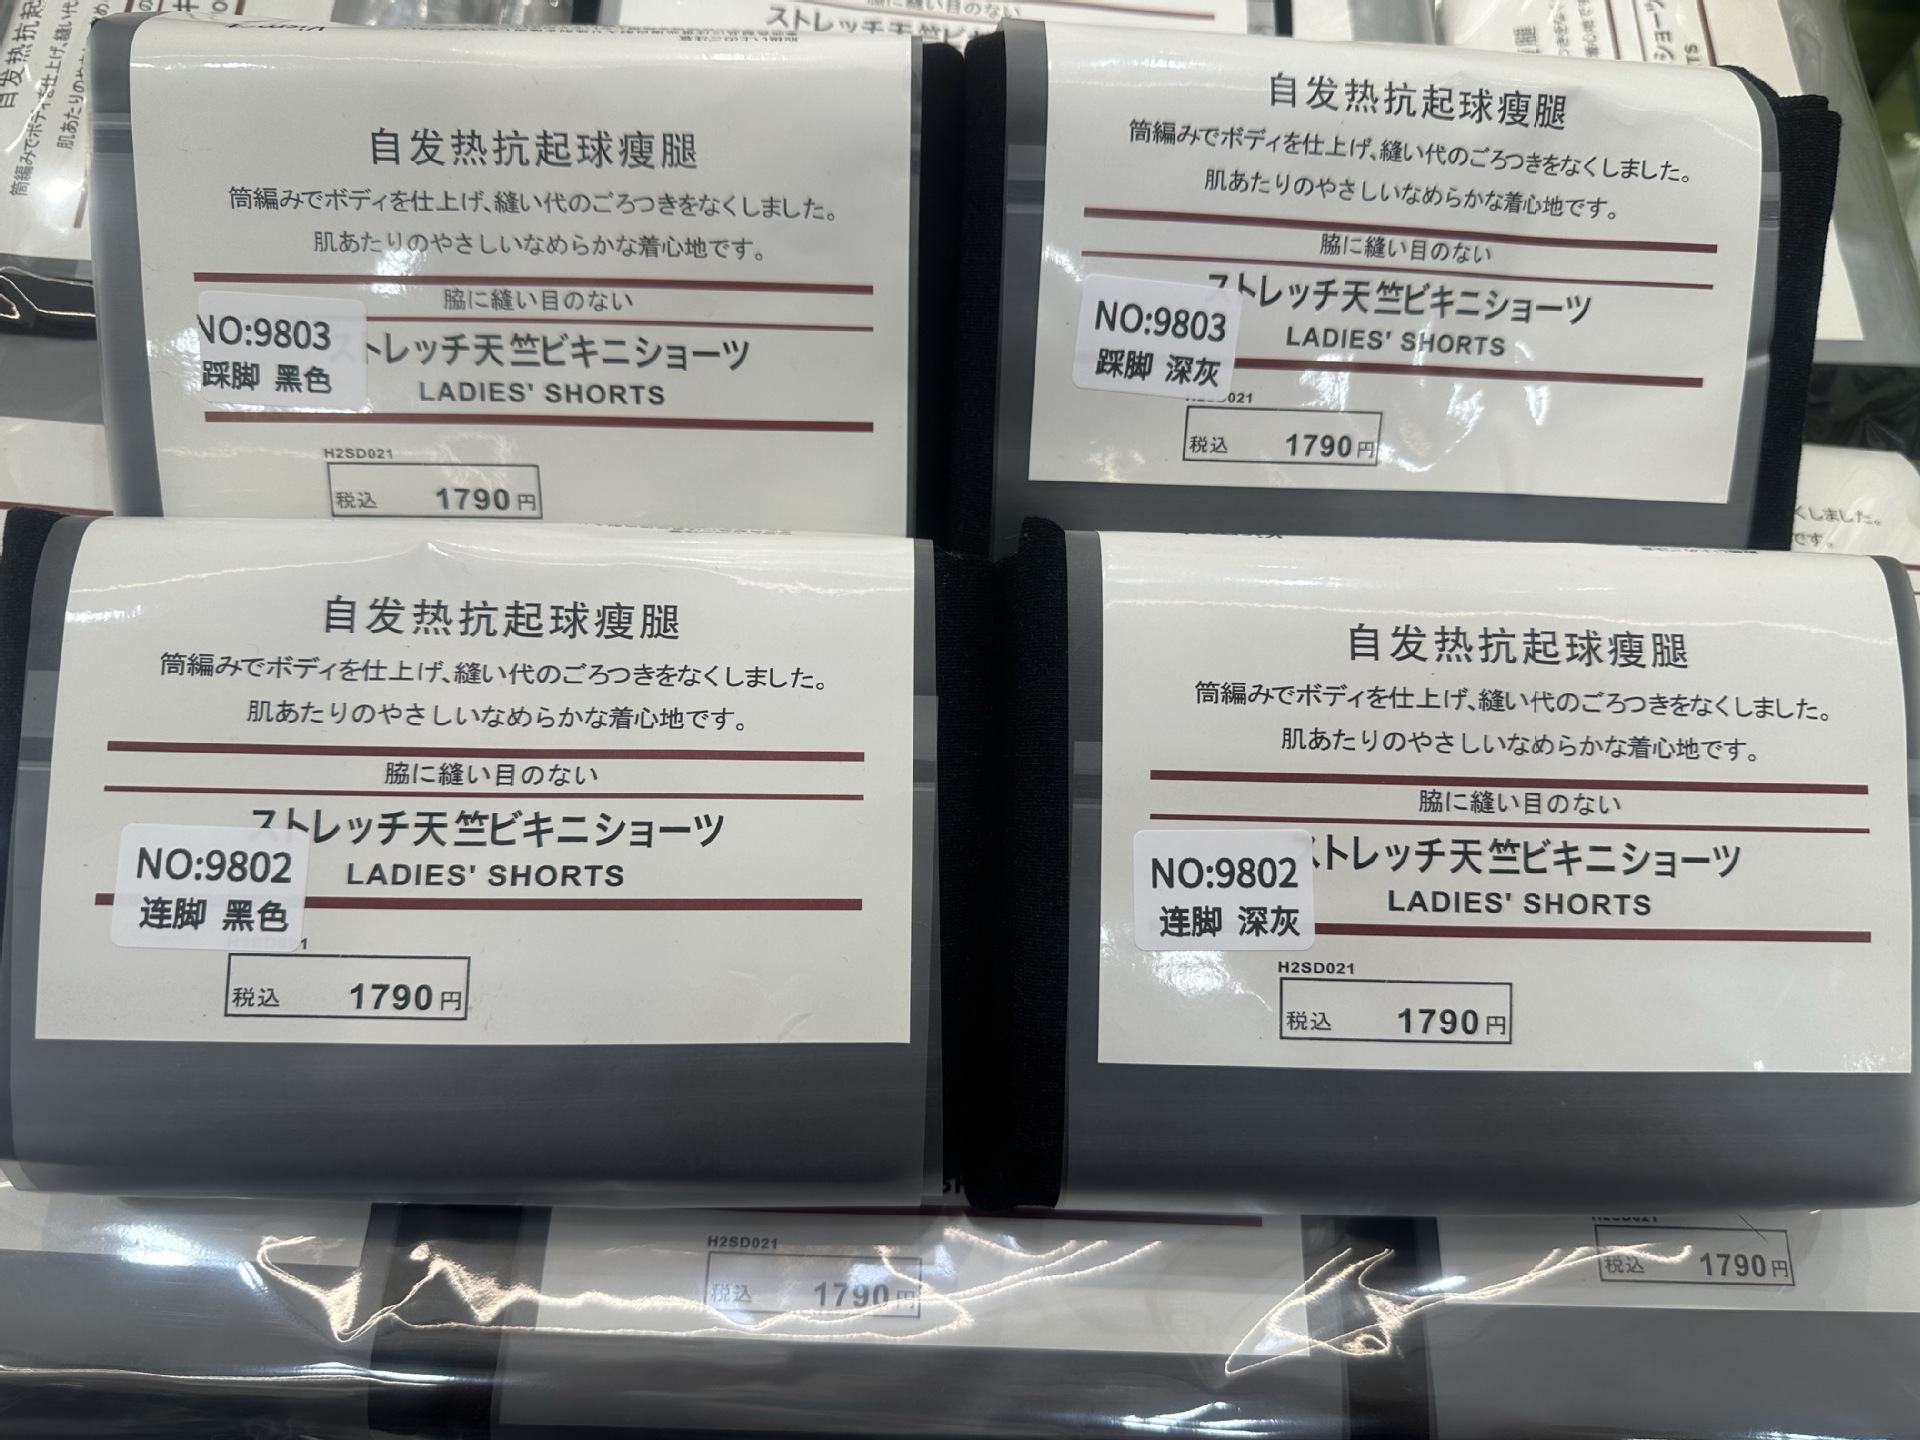 自发热抗起球瘦腿
筒編みでボディを仕上げ、縫い代のごろつきをなくしました。
肌あたりのやさしいなめらかな着心地です。
脇に縫い目のない
NO:9803
踩脚 黑色
トレッチ天竺ビキニショーツ
LADIES' SHORTS
H2SD021
税込 1790円
自发热抗起球瘦腿
筒編みでボディを仕上げ、縫い代のごろつきをなくしました。
肌あたりのやさしいなめらかな着心地です。
脇に縫い目のない
NO:9803
踩脚 深灰
ストレッチ天竺ビキニショーツ
LADIES' SHORTS
021
税込 1790円
自发热抗起球瘦腿
筒編みでボディを仕上げ、縫い代のごろつきをなくしました。
肌あたりのやさしいなめらかな着心地です。
脇に縫い目のない
ストレッチ天竺ビキニショーツ
NO:9802
连脚 黑色
LADIES' SHORTS
税込 1790円
自发热抗起球瘦腿
筒編みでボディを仕上げ、縫い代のごろつきをなくしました。
肌あたりのやさしいなめらかな着心地です。
脇に縫い目のない
ストレッチ天竺ビキニショーツ
NO:9802
连脚 深灰
LADIES' SHORTS
H2SD021
税込 1790円
H2SD021
税込 1790円
税込 1790円